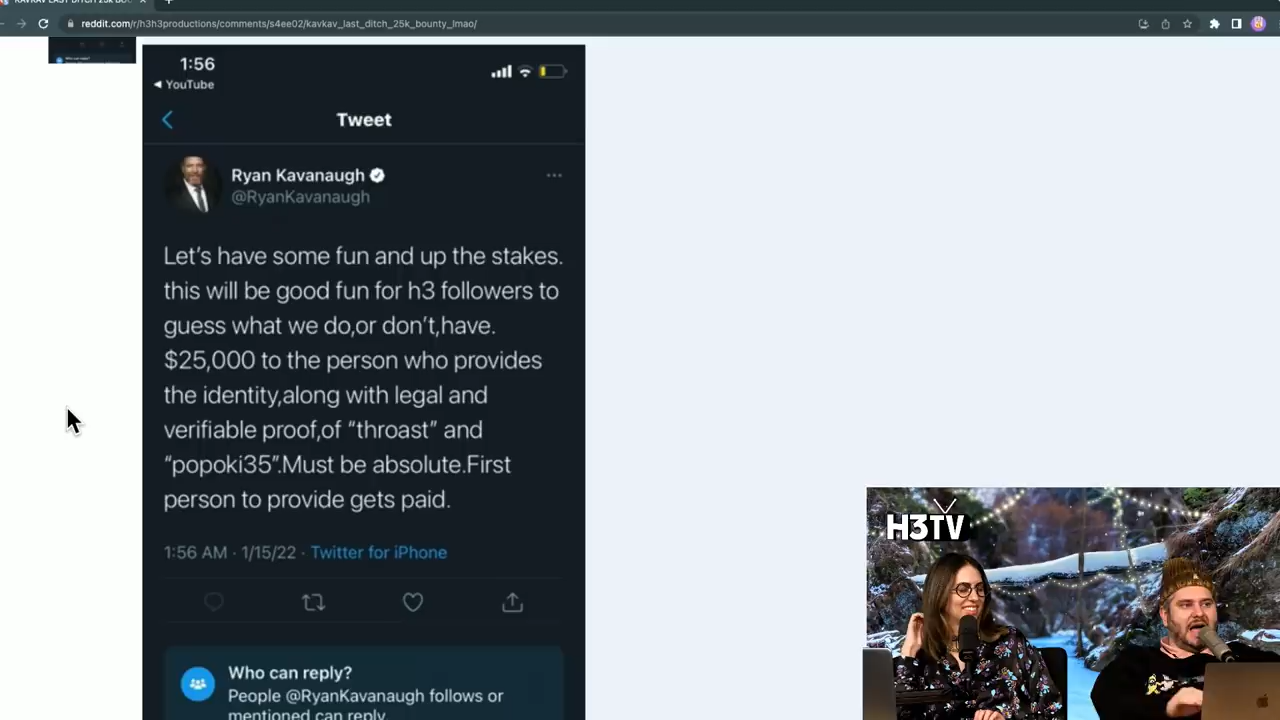 reddit.com/r/h3h3productions/comments/s4ee02/kavkav_last_ditch_25k_bounty_lmao/
1:56
YouTube
Tweet
Ryan Kavanaugh
@RyanKavanaugh
Let's have some fun and up the stakes.
this will be good fun for h3 followers to
guess what we do,or don't,have.
$25,000 to the person who provides
the identity,along with legal and
verifiable proof,of “throast” and
“popoki35”.Must be absolute.First
person to provide gets paid.
1:56 AM · 1/15/22 · Twitter for iPhone
Who can reply?
People @RyanKavanaugh follows or
mentioned can reply
H3TV